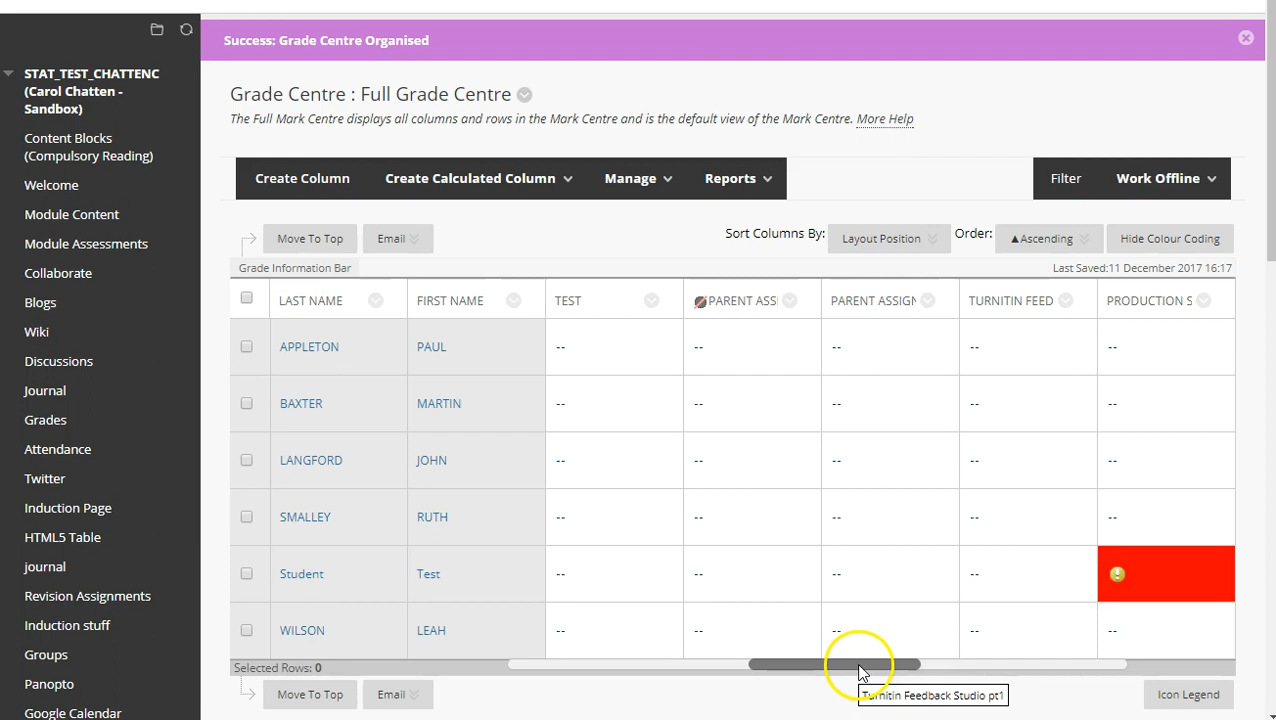 Success: Grade Centre Organised
STAT_TEST_CHATTENC
(Carol Chatten -
Sandbox)
Content Blocks
(Compulsory Reading)
Welcome
Module Content
Module Assessments
Collaborate
Blogs
Wiki
Discussions
Journal
Grades
Attendance
Twitter
Induction Page
HTML5 Table
journal
Revision Assignments
Induction stuff
Groups
Panopto
Google Calendar
Grade Centre : Full Grade Centre
The Full Mark Centre displays all columns and rows in the Mark Centre and is the default view of the Mark Centre. More Help
Create Column Create Calculated Column Manage Reports Filter Work Offline
Move To Top Email Sort Columns By: Layout Position Order: ▲Ascending Hide Colour Coding
Grade Information Bar Last Saved:11 December 2017 16:17
LAST NAME FIRST NAME TEST PARENT ASSI PARENT ASSIGN TURNITIN FEED PRODUCTION S
APPLETON PAUL -- -- -- -- --
BAXTER MARTIN -- -- -- -- --
LANGFORD JOHN -- -- -- -- --
SMALLEY RUTH -- -- -- -- --
Student Test -- -- -- --
WILSON LEAH -- -- -- -- --
Selected Rows: 0
Turnitin Feedback Studio pt1
Move To Top Email Icon Legend